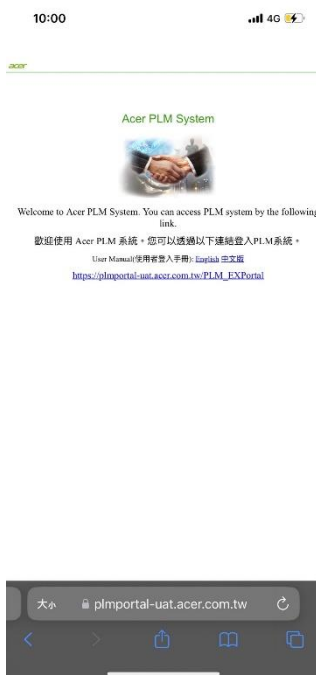 10:00
4G
acer
Acer PLM System
Welcome to Acer PLM System. You can access PLM system by the following
link.
歡迎使用 Acer PLM 系統。您可以透過以下連結登入PLM系統。
User Manual(使用者登入手冊): English 中文版
https://plmportal-uat.acer.com.tw/PLM_EXPortal
大小 plmportal-uat.acer.com.tw